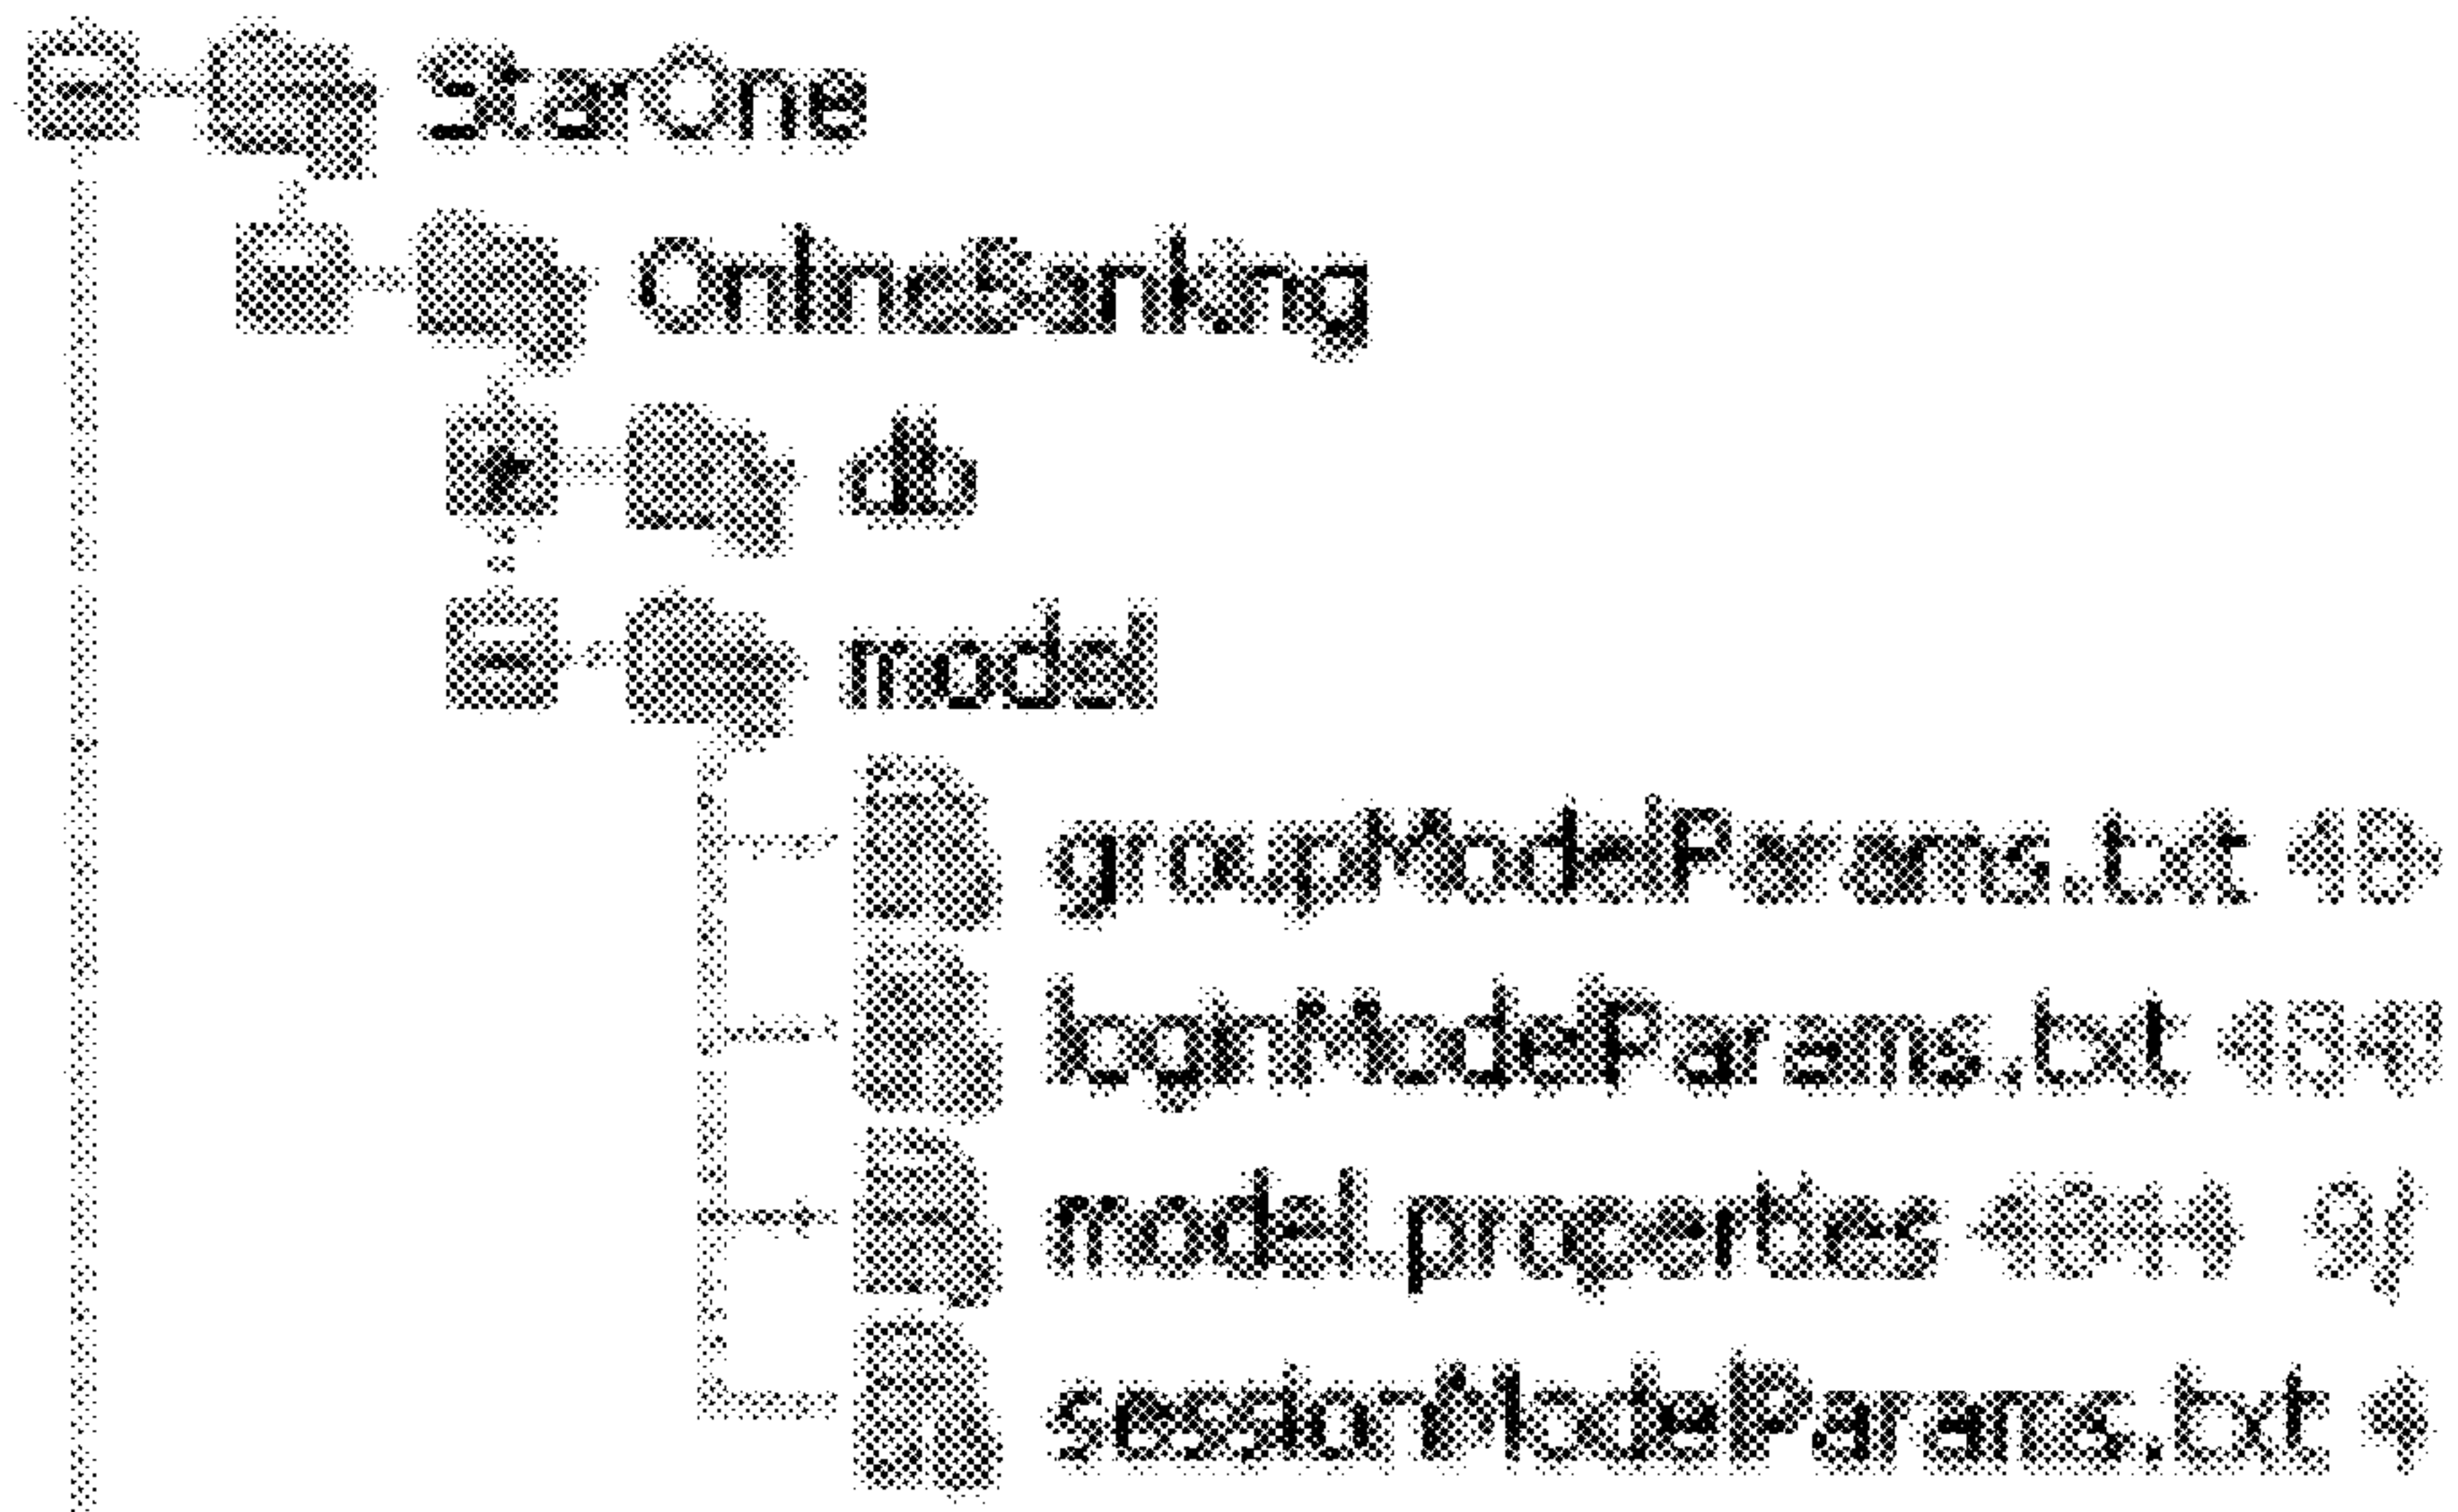 StarOne
OnlineBanking
db
model
groupModelParams.txt
loginModelParams.txt
model.properties
sessionModelParams.txt